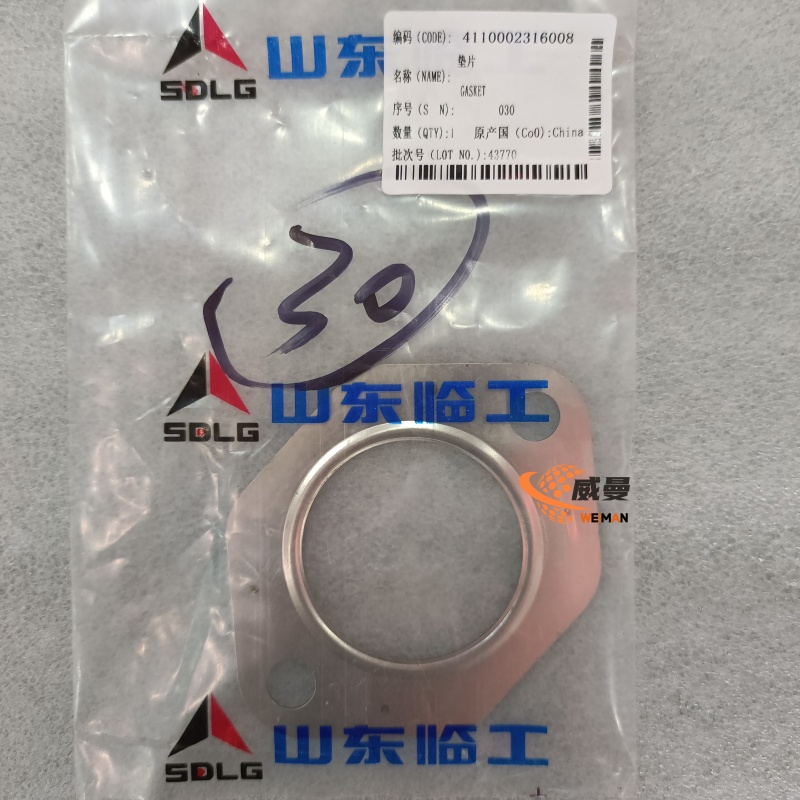 SDLG
山东临工
编码(CODE): 4110002316008
垫片
名称(NAME):
GASKET
序号(S N): 030
数量(QTY):1 原产国(CoO):China
批次号(LOT NO.):43770
30
SDLG
山东临工
威曼
WEMAN
SDLG
山东临工